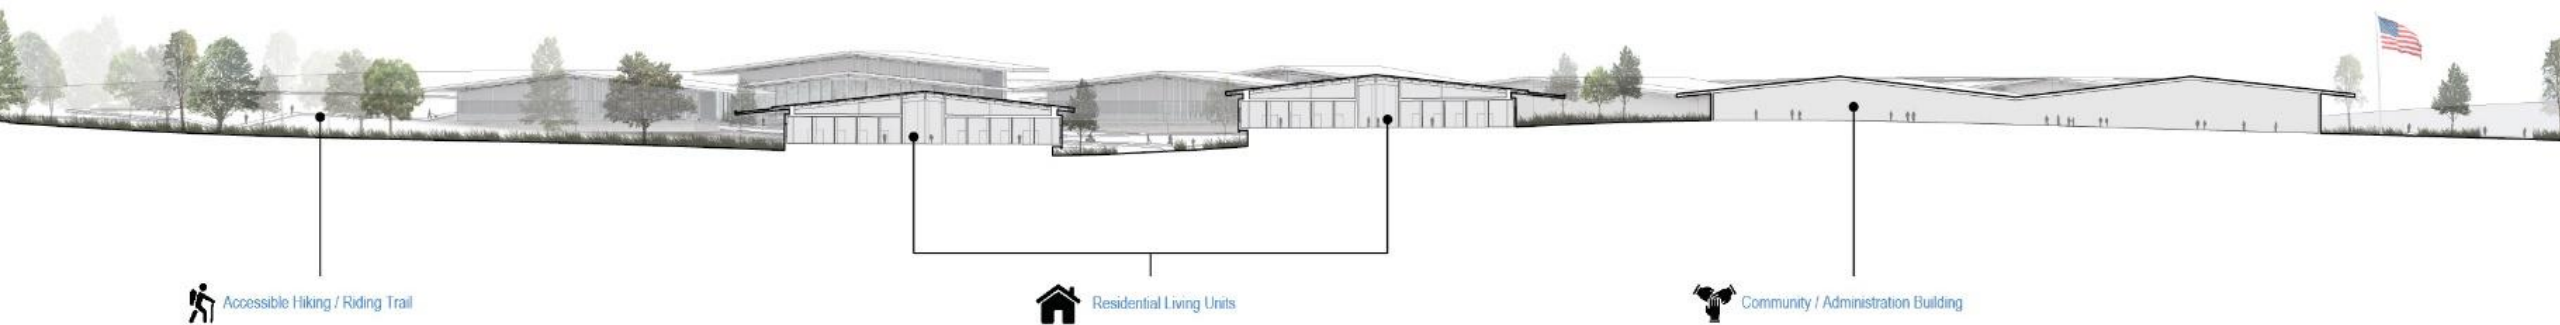 Accessible Hiking / Riding Trail
Residential Living Units
Community / Administration Building